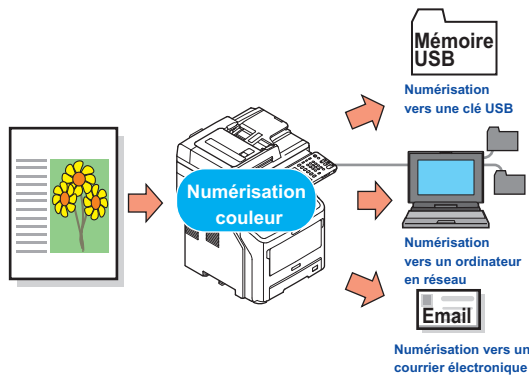 Mémoire
USB
Numérisation
vers une clé USB
Numérisation
couleur
Numérisation
vers un ordinateur
en réseau
Email
Numérisation vers un
courrier électronique